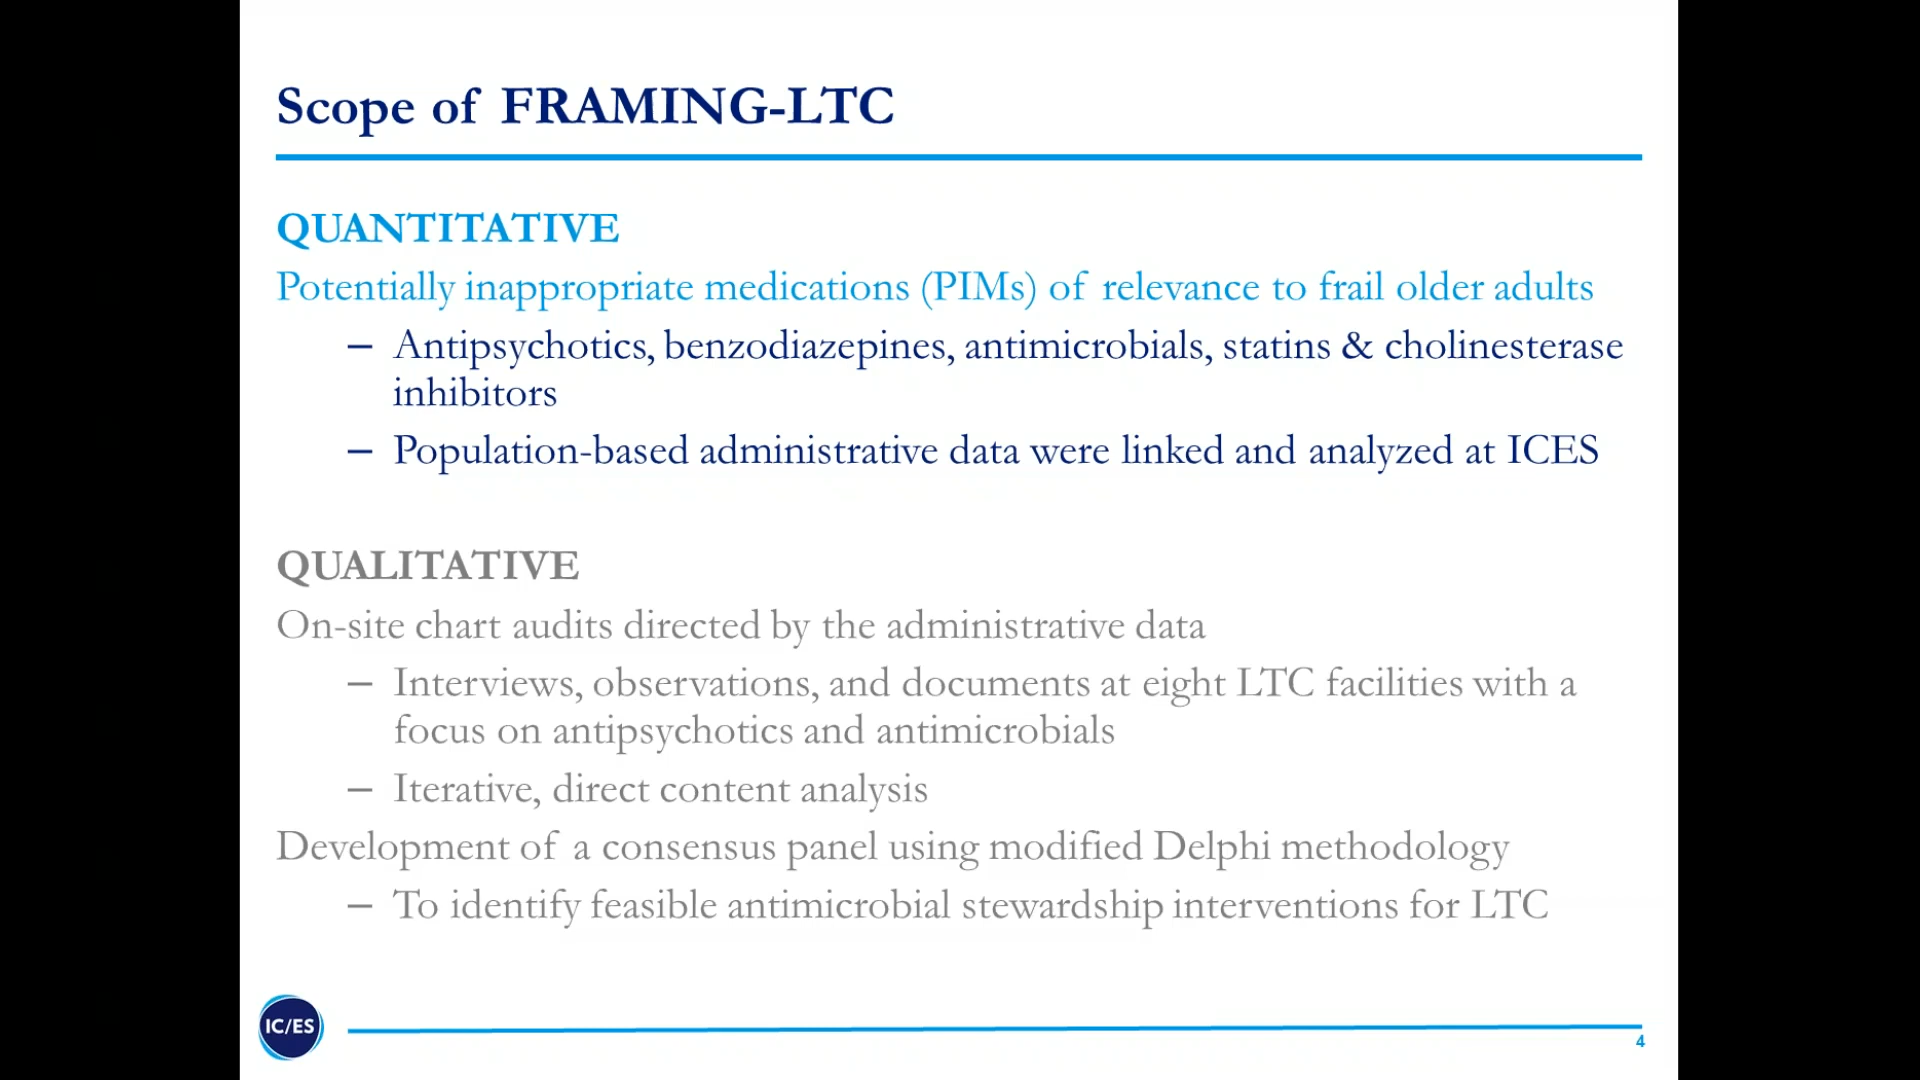 Scope of FRAMING-LTC
QUANTITATIVE
Potentially inappropriate medications (PIMs) of relevance to frail older adults
– Antipsychotics, benzodiazepines, antimicrobials, statins & cholinesterase
inhibitors
– Population-based administrative data were linked and analyzed at ICES
QUALITATIVE
On-site chart audits directed by the administrative data
– Interviews, observations, and documents at eight LTC facilities with a
focus on antipsychotics and antimicrobials
– Iterative, direct content analysis
Development of a consensus panel using modified Delphi methodology
– To identify feasible antimicrobial stewardship interventions for LTC
IC/ES
4